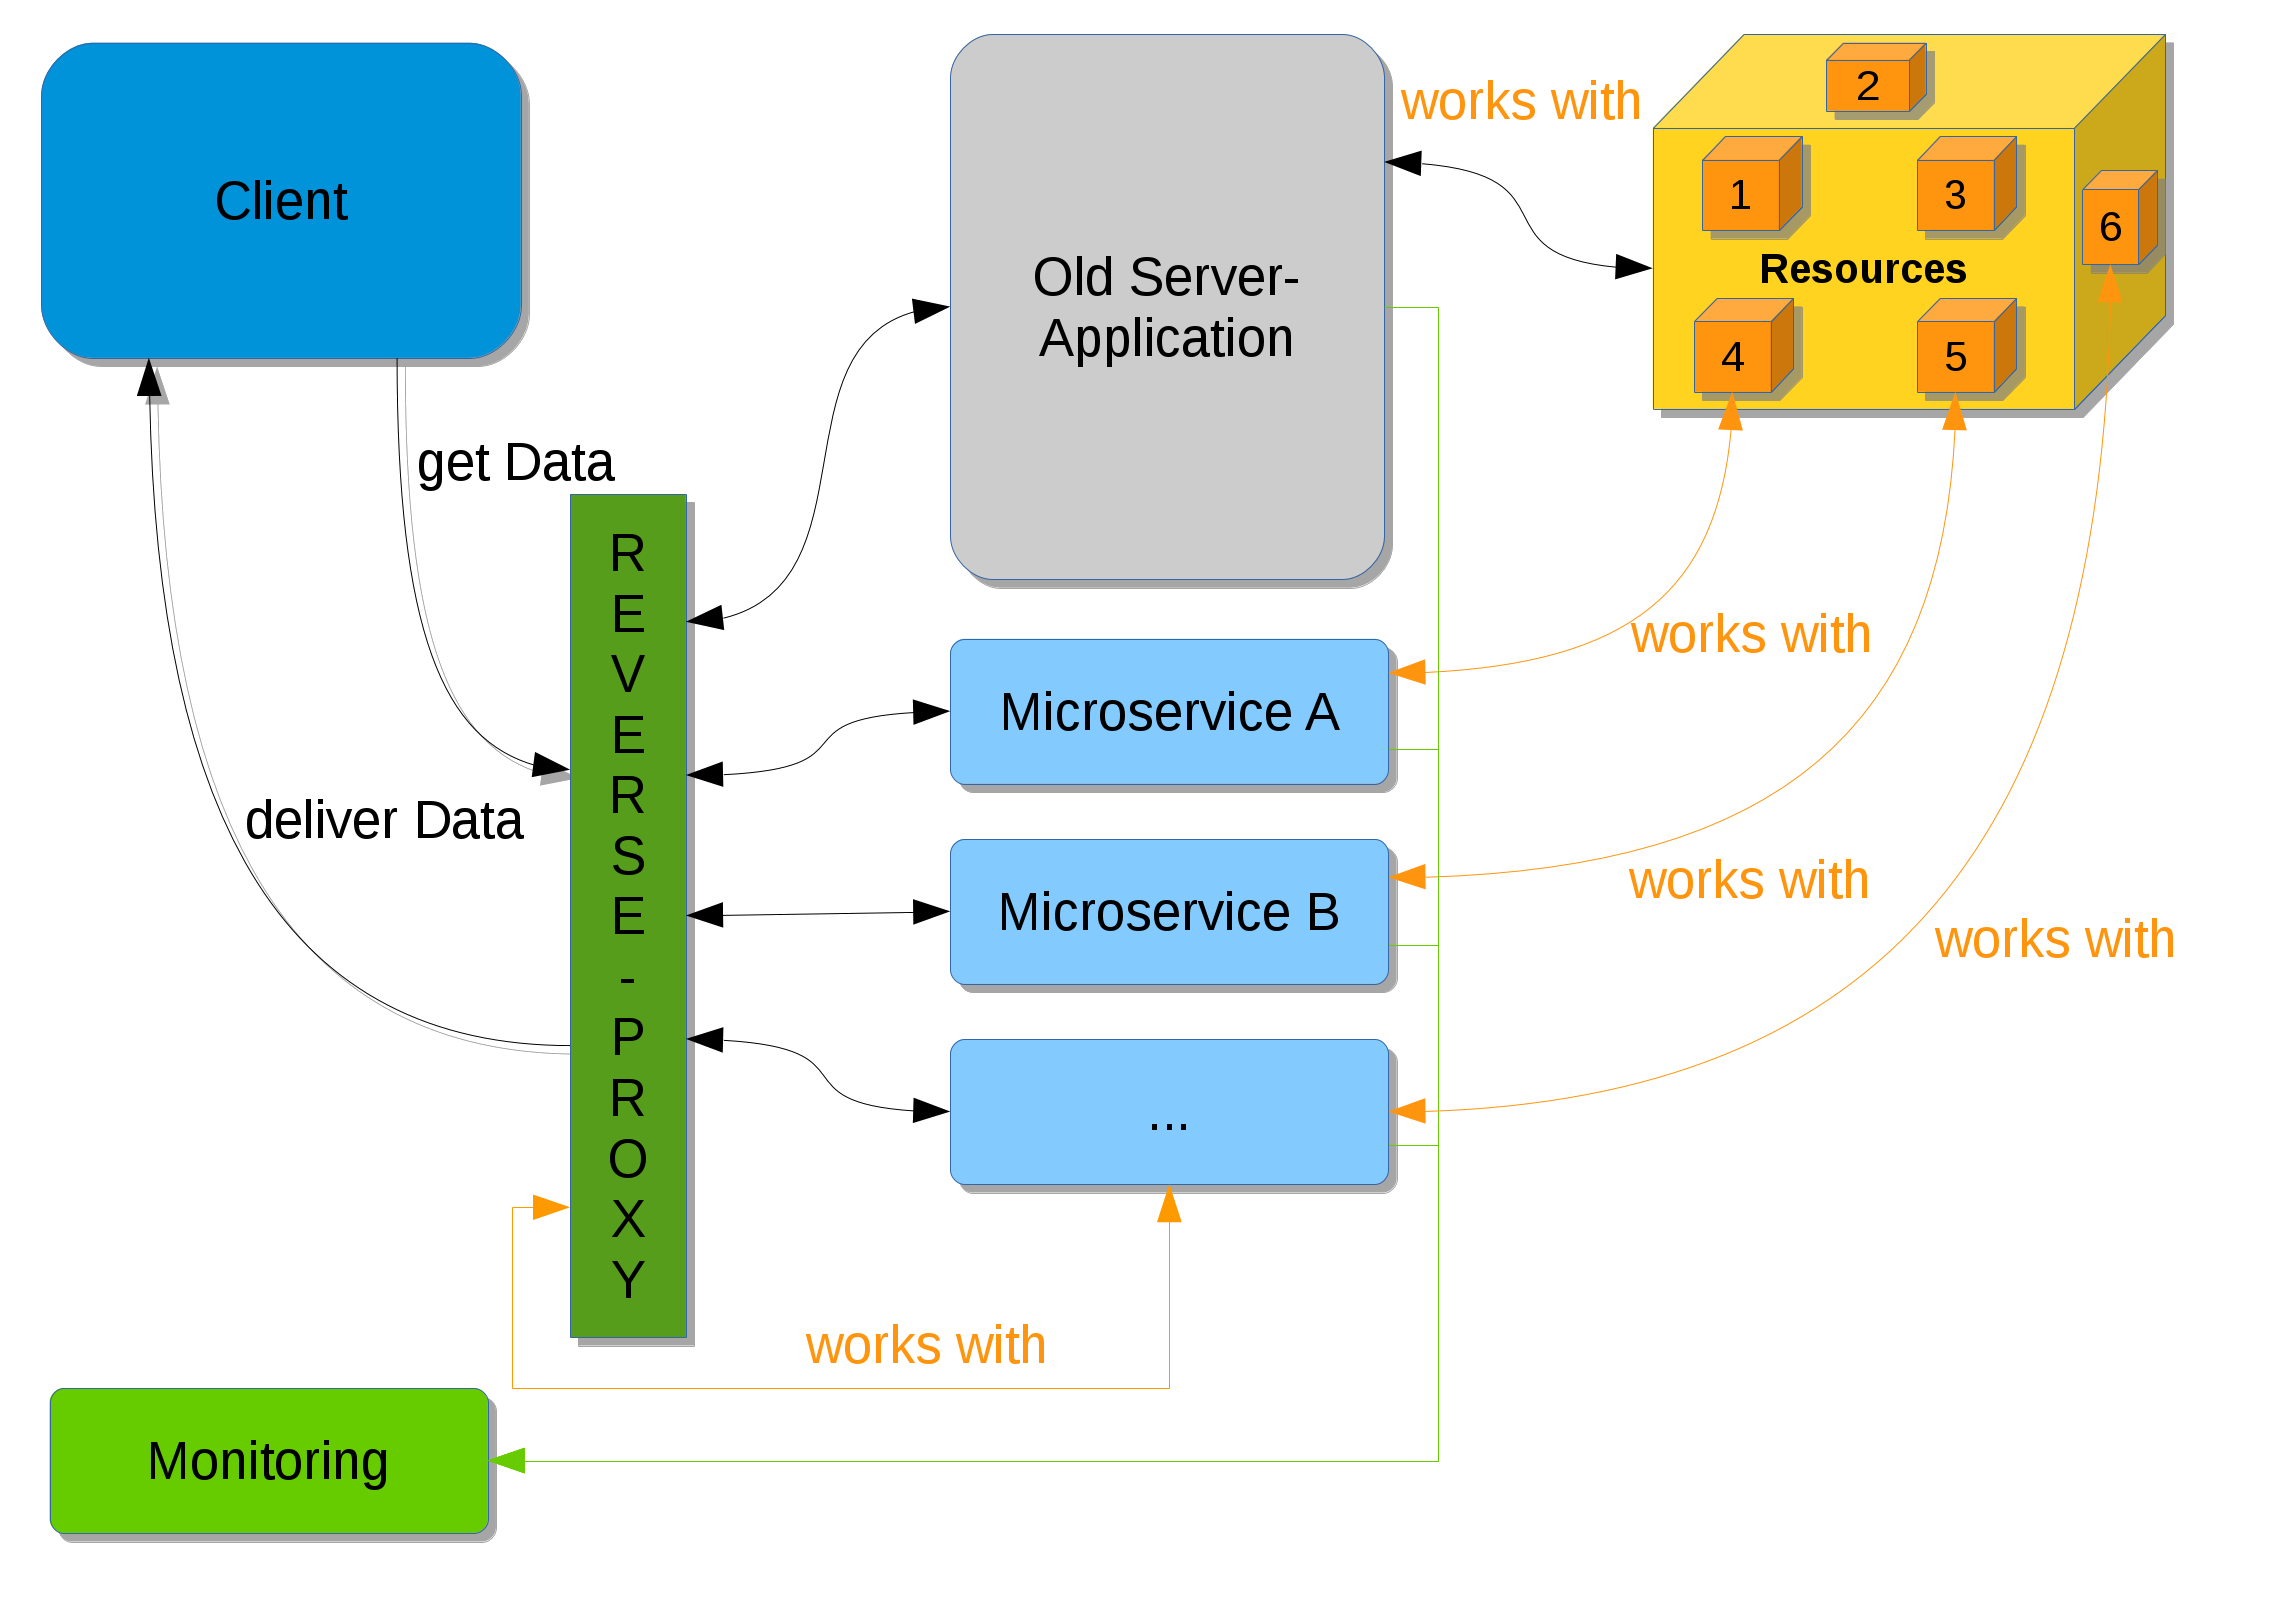 Client
Old Server-
Application
works with
2
1
3
6
Resources
4
5
get Data
R
E
V
E
R
S
E
-
P
R
O
X
Y
works with
Microservice A
deliver Data
works with
Microservice B
works with
...
works with
Monitoring